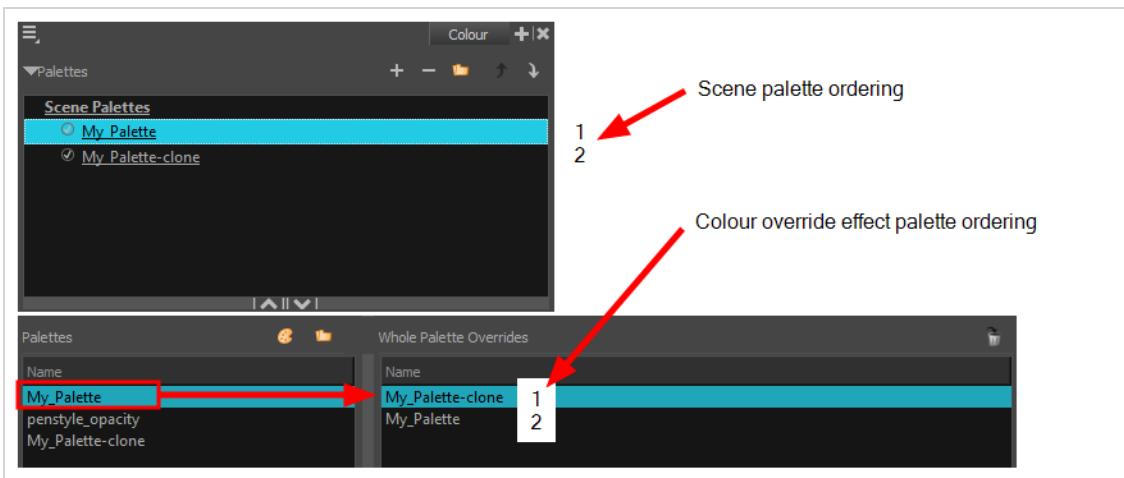 Colour
Palettes
Scene palette ordering
Scene Palettes
My_Palette
1
My_Palette-clone
2
Colour override effect palette ordering
Palettes
Whole Palette Overrides
Name
Name
My_Palette
My_Palette-clone
1
penstyle_opacity
My_Palette
2
My_Palette-clone